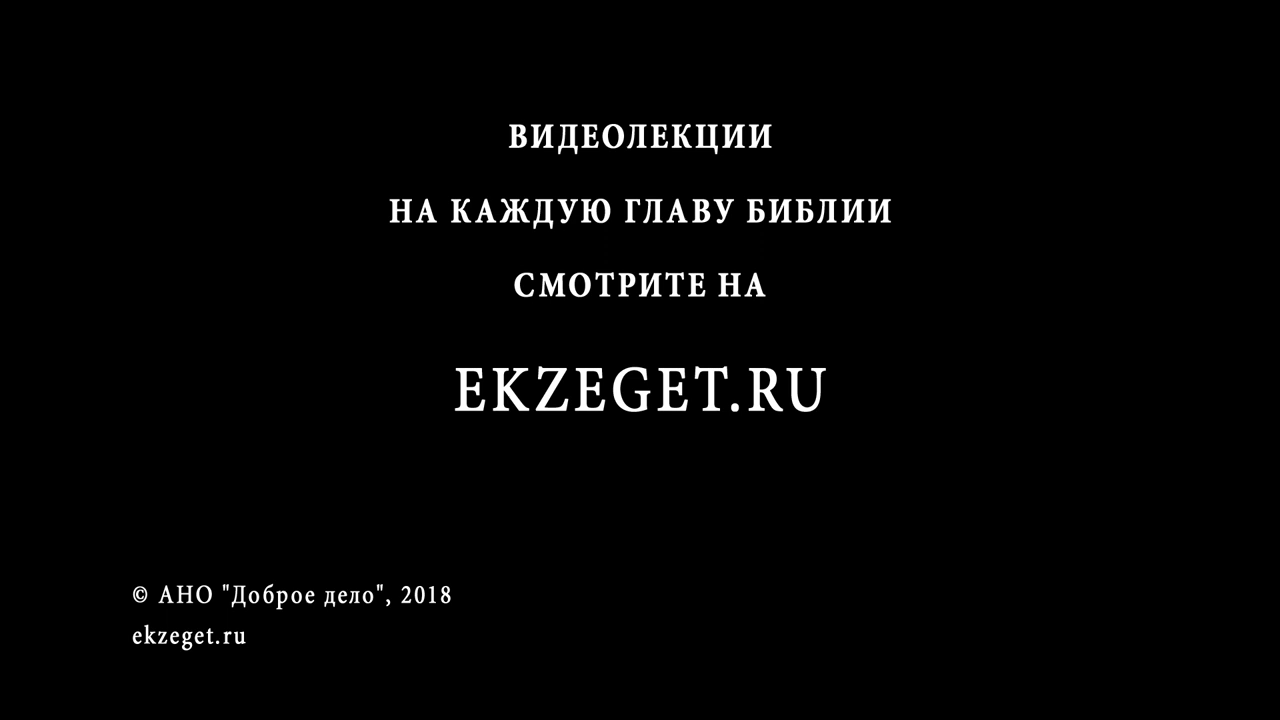 ВИДЕОЛЕКЦИИ
НА КАЖДУЮ ГЛАВУ БИБЛИИ
СМОТРИТЕ НА
EKZEGET.RU
© АНО "Доброе дело", 2018
ekzeget.ru